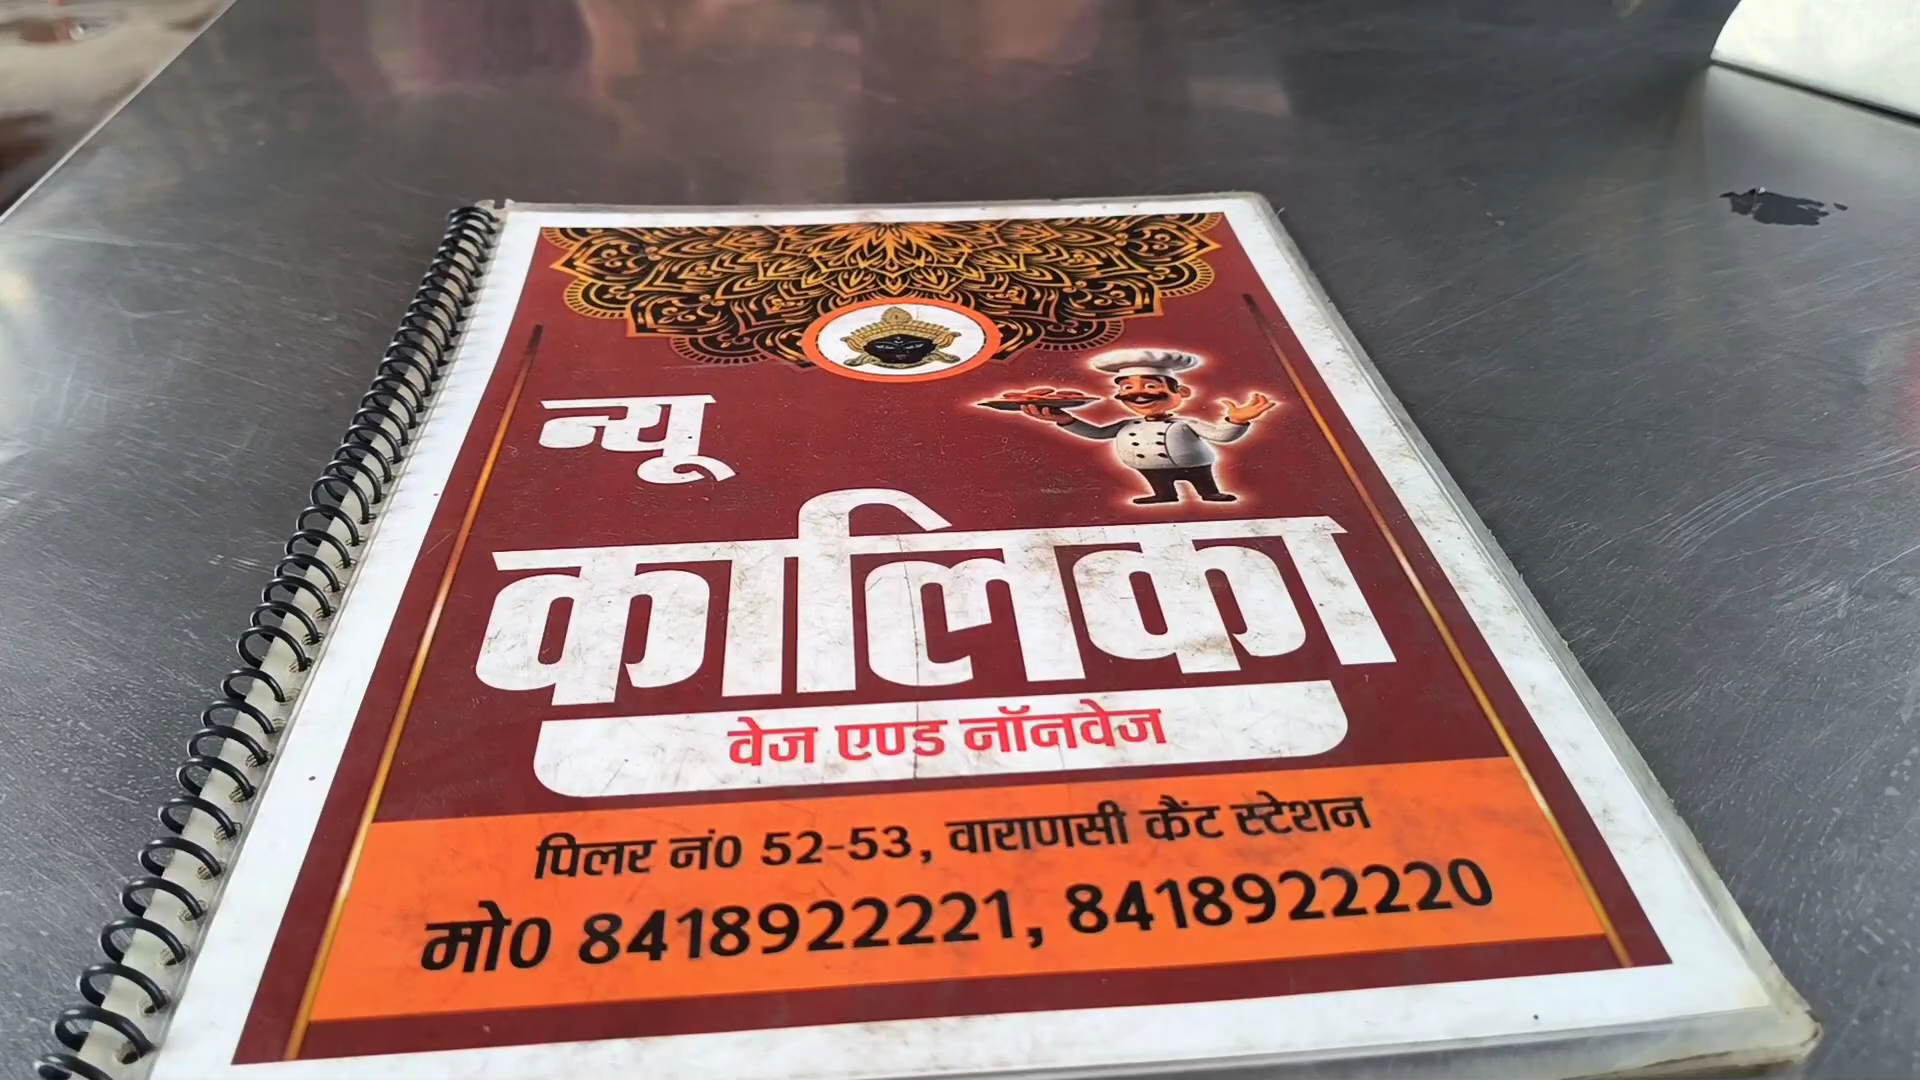 न्यू
कालिका
वेज एण्ड नॉनवेज
पिलर नं0 52-53, वाराणसी कैंट स्टेशन
मो0 8418922221, 8418922220